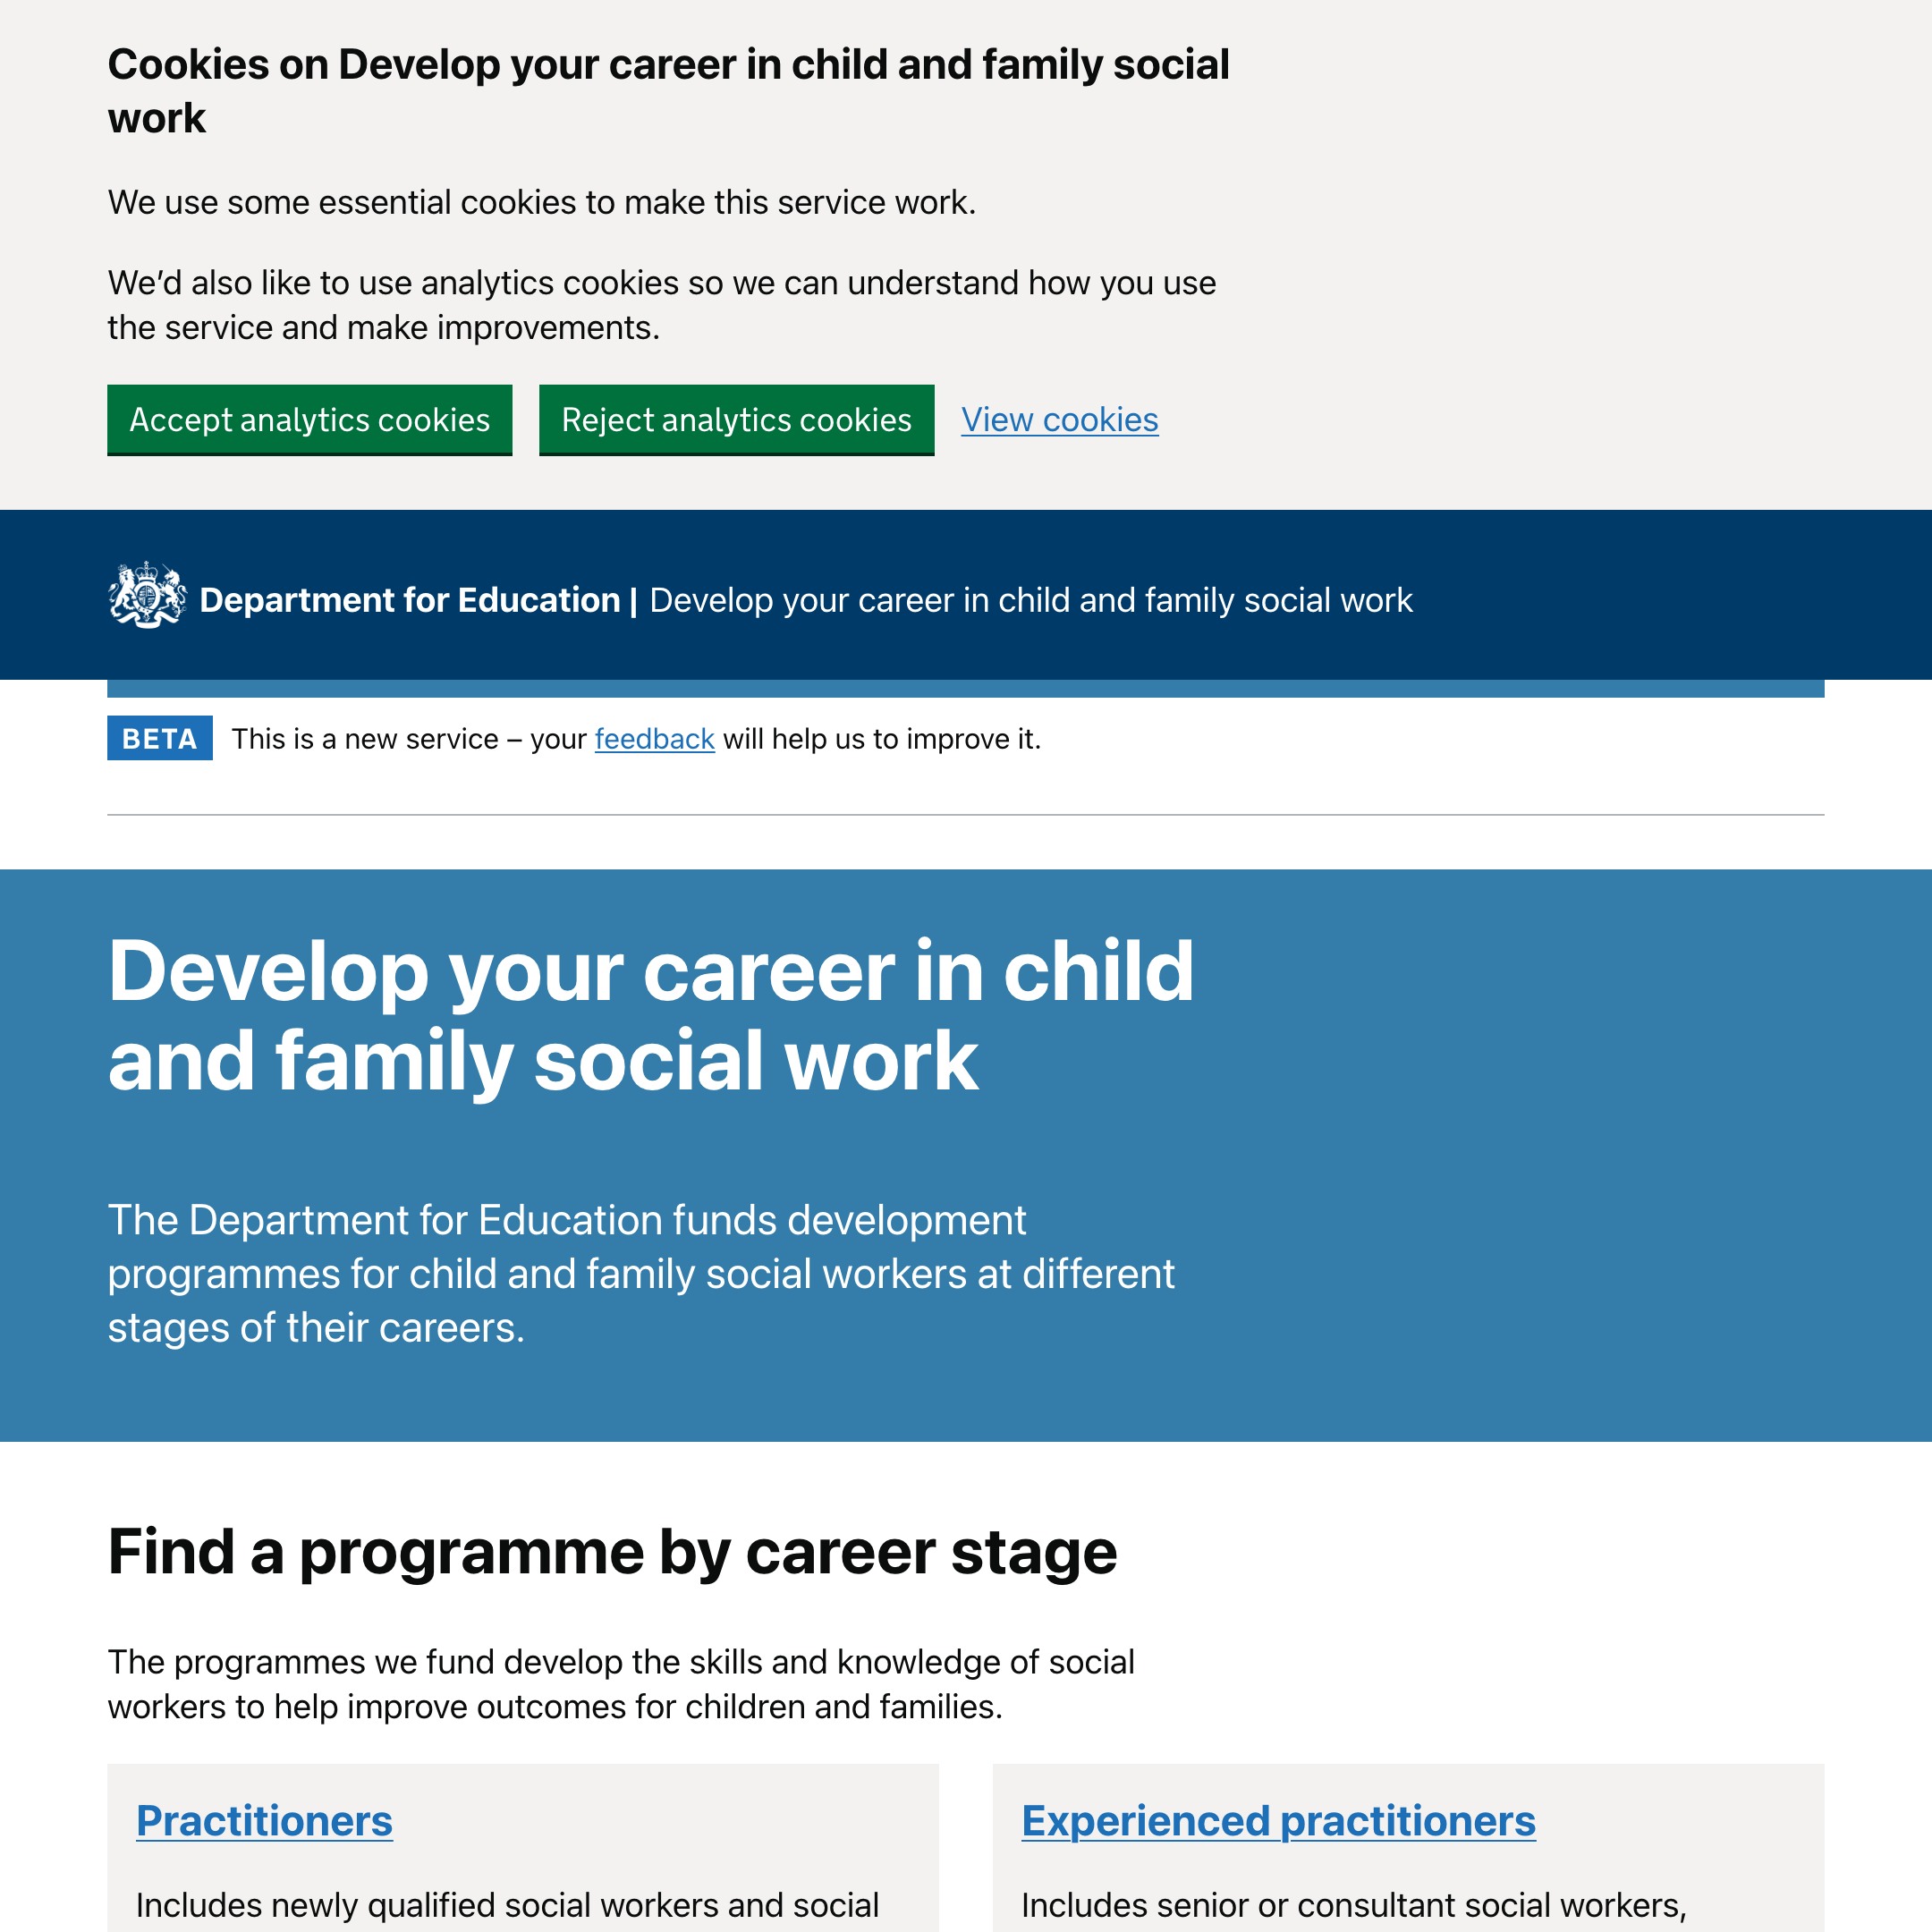 Cookies on Develop your career in child and family social
work
We use some essential cookies to make this service work.
We’d also like to use analytics cookies so we can understand how you use
the service and make improvements.
Accept analytics cookies Reject analytics cookies View cookies
Department for Education | Develop your career in child and family social work
BETA This is a new service – your feedback will help us to improve it.
Develop your career in child
and family social work
The Department for Education funds development
programmes for child and family social workers at different
stages of their careers.
Find a programme by career stage
The programmes we fund develop the skills and knowledge of social
workers to help improve outcomes for children and families.
Practitioners
Includes newly qualified social workers and social
Experienced practitioners
Includes senior or consultant social workers,